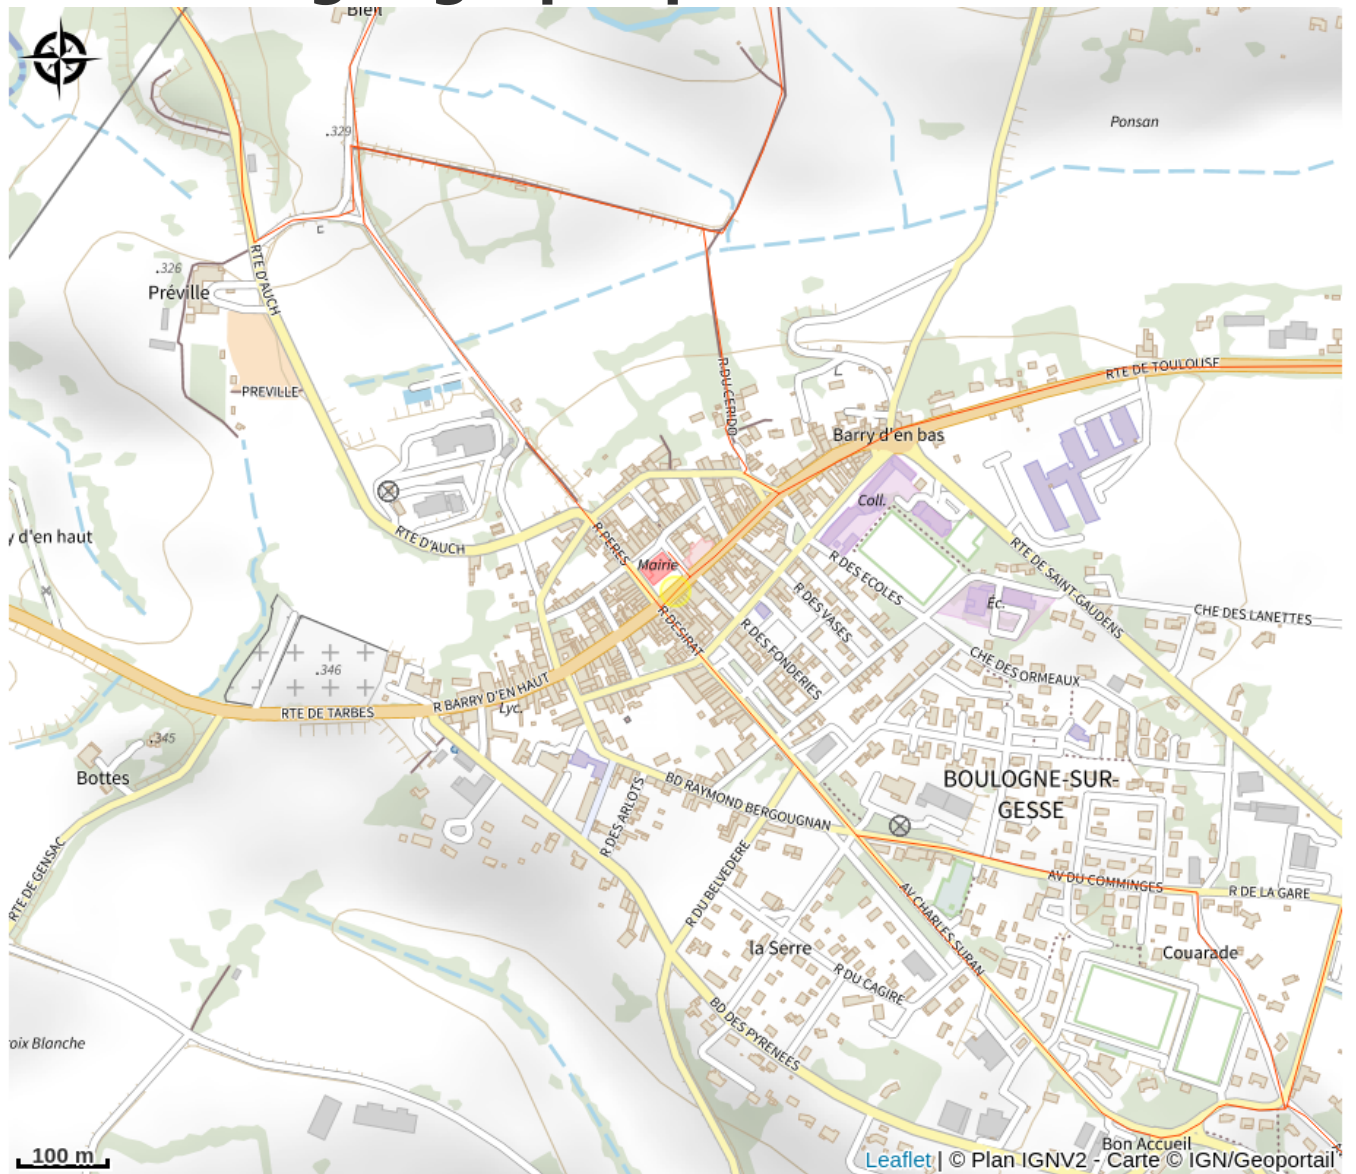 Bieil
Ponsan
.329
RTE D'AUCH
.326
Préville
R DU CERIDO
RTE DE TOULOUSE
PREVILLE
Barry d'en bas
Coll.
y d'en haut
RTE D'AUCH
R PERES
Mairie
R DES ECOLES
RTE DE SAINT-GAUDENS
Éc.
CHE DES LANETTES
R DESIRAT
R DES VASES
R DES FONDERIES
CHE DES ORMEAUX
.346
R BARRY D'EN HAUT
Lyc.
RTE DE TARBES
.345
Bottes
BD RAYMOND BERGOUGNAN
BOULOGNE-SUR-
GESSE
R DES ARLOTS
RTE DE GENSAC
R DU BELVEDERE
AV DU COMMINGES
R DE LA GARE
AV CHARLES SURAN
la Serre
Couarade
R DU CAGIRE
BD DES PYRENEES
oix Blanche
Bon Accueil
100 m
Leaflet | © Plan IGNV2 - Carte © IGN/Geoportail